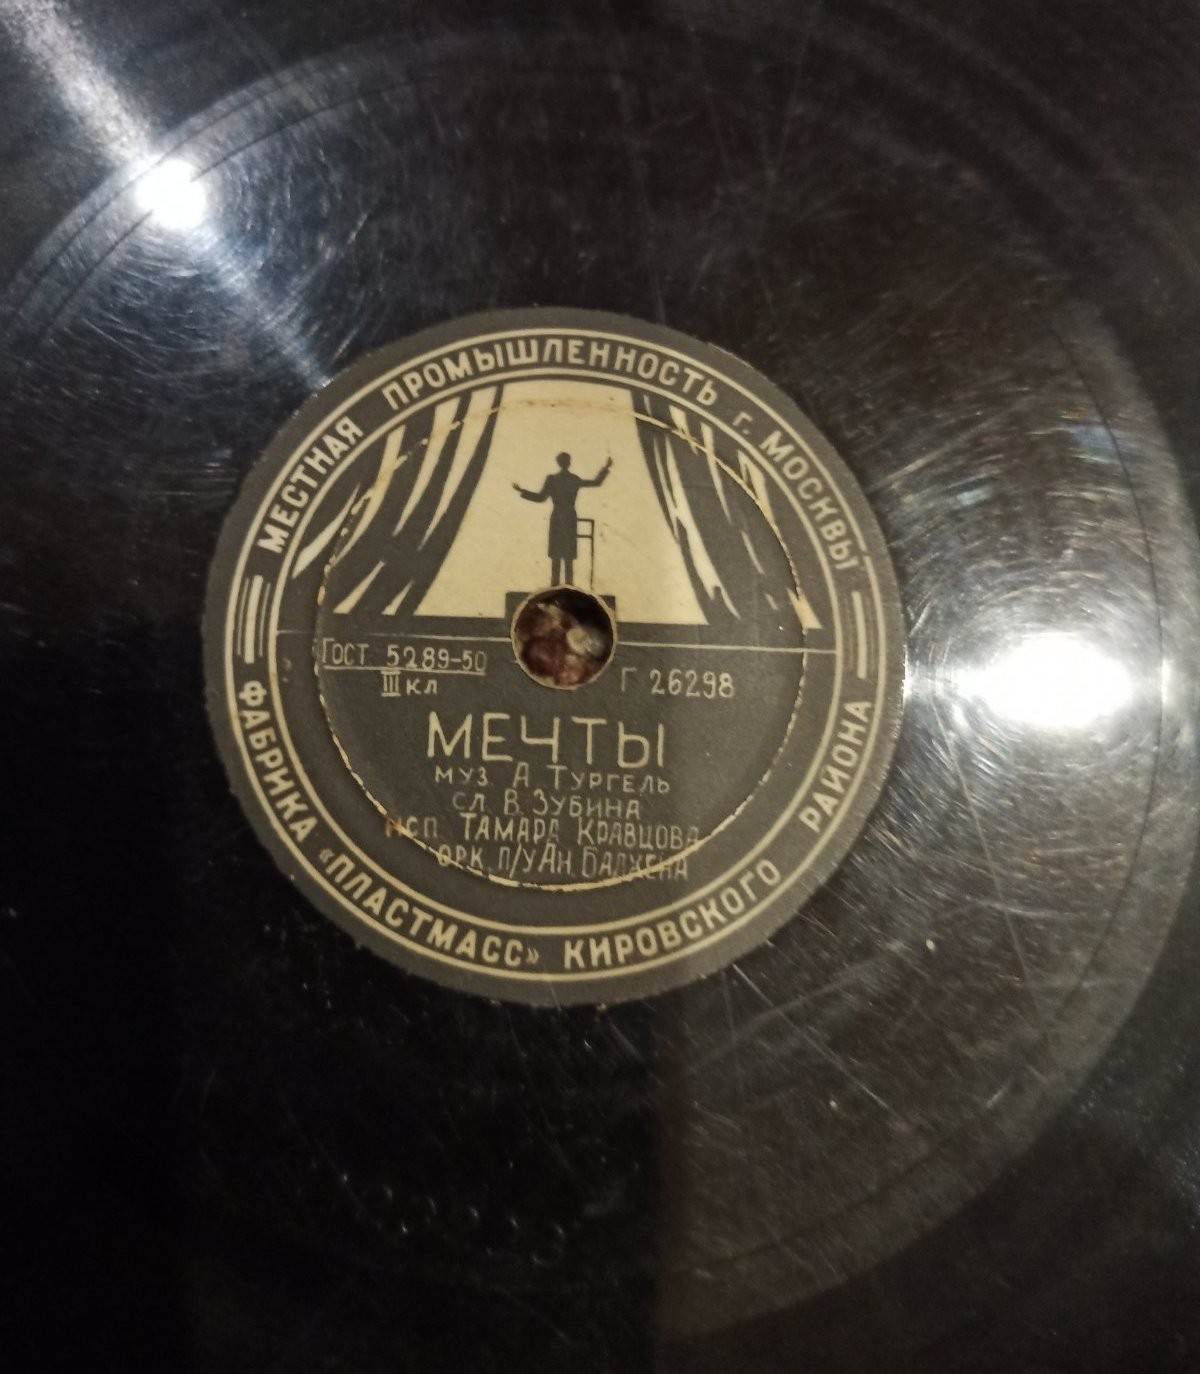 МЕСТНАЯ ПРОМЫШЛЕННОСТЬ г. МОСКВЫ
ГОСТ 5289-50
III КЛ
Г 26298
МЕЧТЫ
МУЗ. А. ТУРГЕЛЬ
СЛ. В. ЗУБИНА
ИСП. ТАМАРА КРАВЦОВА
ОРК. П/У АН. БАДХЕНА
ФАБРИКА «ПЛАСТМАСС» КИРОВСКОГО РАЙОНА